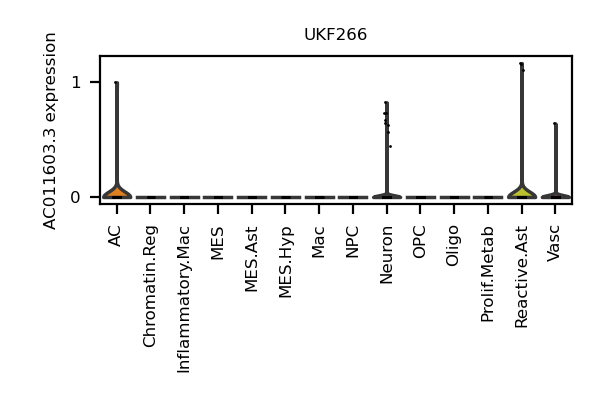 UKF266
AC011603.3 expression
1
0
AC
Chromatin.Reg
Inflammatory.Mac
MES
MES.Ast
MES.Hyp
Mac
NPC
Neuron
OPC
Oligo
Prolif.Metab
Reactive.Ast
Vasc